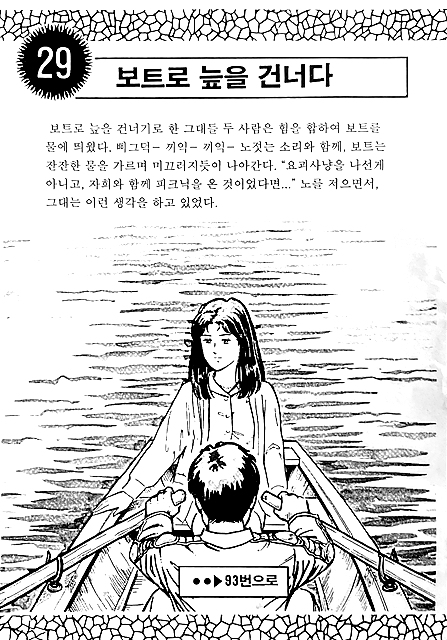 29
보트로 늪을 건너다
보트로 늪을 건너기로 한 그대들 두 사람은 힘을 합하여 보트를
물에 띄웠다. 삐그덕− 끼익− 끼익− 노젓는 소리와 함께, 보트는
잔잔한 물을 가르며 미끄러지듯이 나아간다. “요괴사냥을 나선게
아니고, 자희와 함께 피크닉을 온 것이었다면...” 노를 저으면서,
그대는 이런 생각을 하고 있었다.
●●▶93번으로